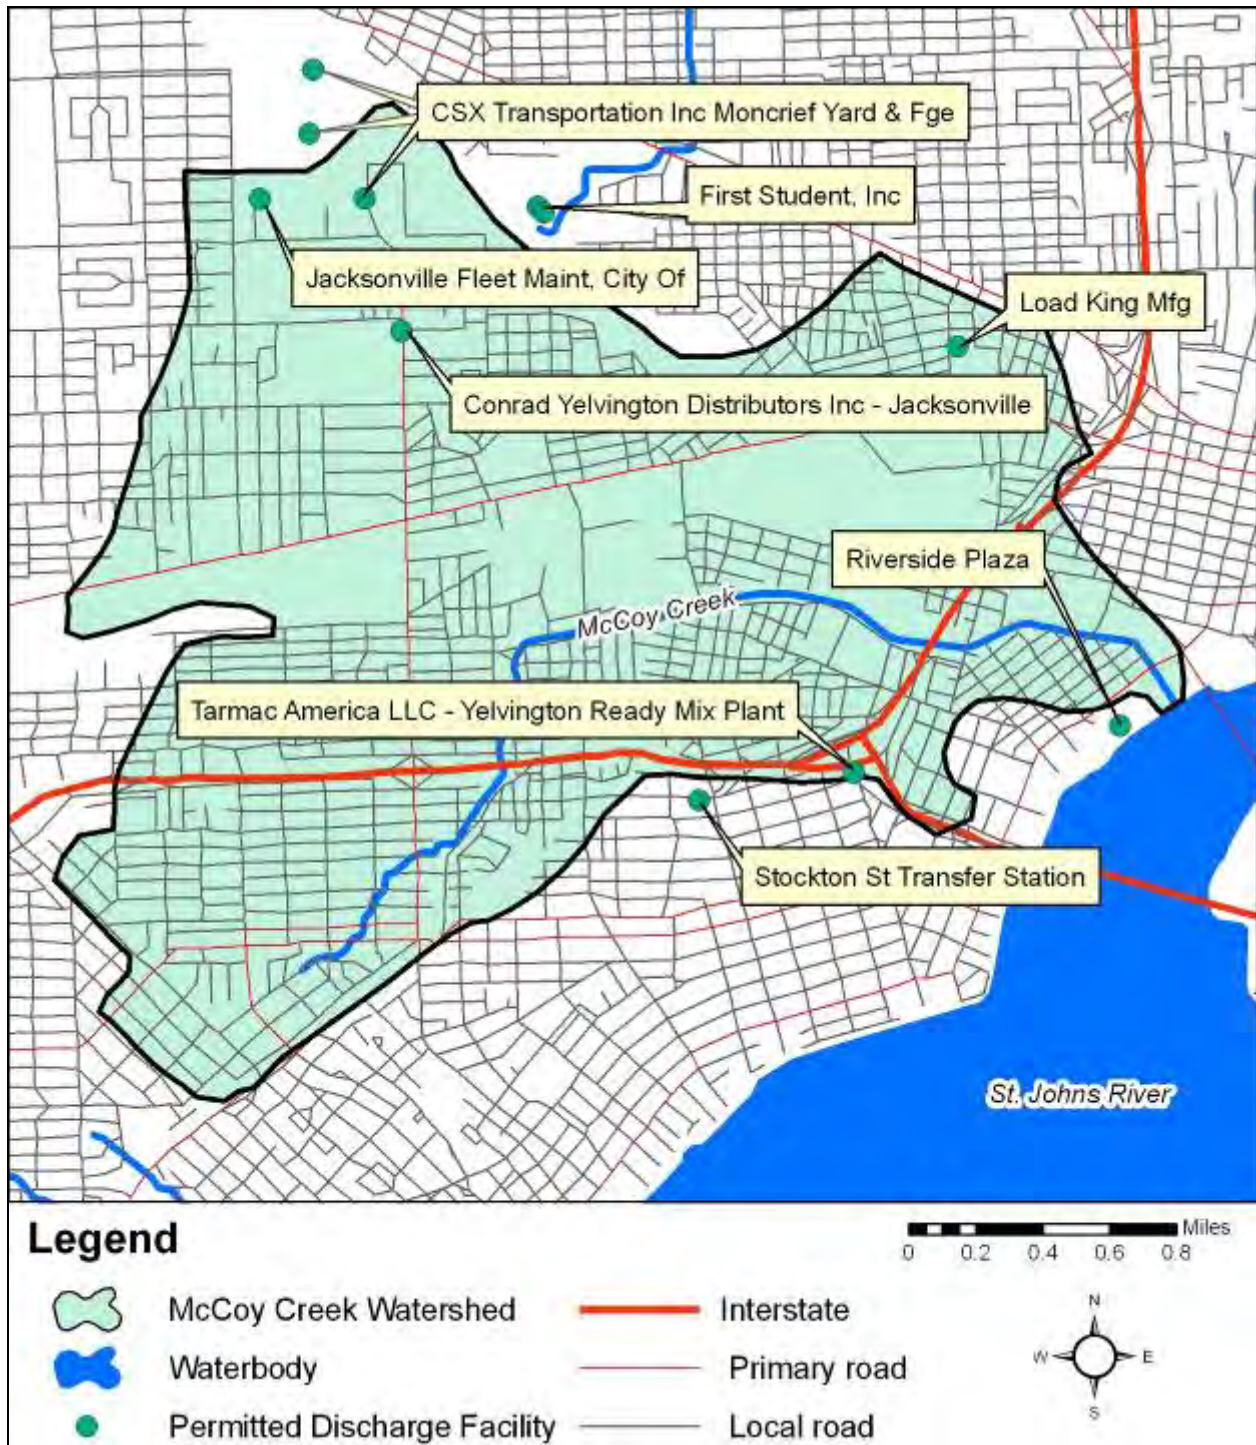 CSX Transportation Inc Moncrief Yard & Fge
First Student, Inc
Jacksonville Fleet Maint, City Of
Load King Mfg
Conrad Yelvington Distributors Inc - Jacksonville
Riverside Plaza
McCoy Creek
Tarmac America LLC - Yelvington Ready Mix Plant
Stockton St Transfer Station
St. Johns River
Legend
Miles
0 0.2 0.4 0.6 0.8
McCoy Creek Watershed
Interstate
Waterbody
Primary road
Permitted Discharge Facility
Local road
N
W E
S